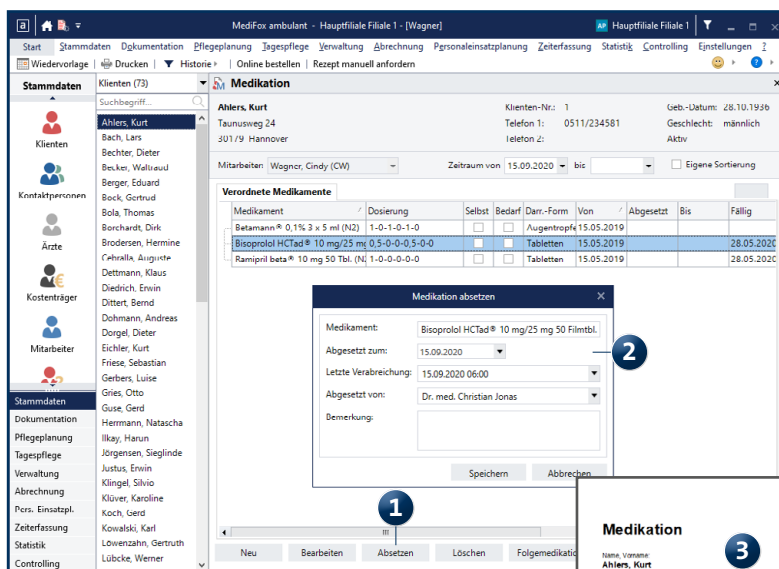 a
MediFox ambulant - Hauptfiliale Filiale 1 - [Wagner]
AP Hauptfiliale Filiale 1
Start Stammdaten Dokumentation Pflegeplanung Tagespflege Verwaltung Abrechnung Personaleinsatzplanung Zeiterfassung Statistik Controlling Einstellungen ?
Wiedervorlage Drucken Historie Online bestellen Rezept manuell anfordern
Stammdaten
Klienten
Kontaktpersonen
Ärzte
Kostenträger
Mitarbeiter
Stammdaten
Dokumentation
Pflegeplanung
Tagespflege
Verwaltung
Abrechnung
Pers. Einsatzpl.
Zeiterfassung
Statistik
Controlling
Klienten (73)
Suchbegriff...
Ahlers, Kurt
Bach, Lars
Bechter, Dieter
Becker, Waltraud
Berger, Eduard
Bock, Gertrud
Bola, Thomas
Borchardt, Dirk
Brodersen, Hermine
Cebralla, Auguste
Dettmann, Klaus
Diedrich, Erwin
Dittert, Bernd
Dohmann, Andreas
Dorgel, Dieter
Eichler, Kurt
Friese, Sebastian
Gerbers, Luise
Gries, Otto
Guse, Gerd
Herrmann, Natascha
Ilkay, Harun
Jörgensen, Sieglinde
Justus, Erwin
Klingel, Silvio
Klüver, Karoline
Koch, Gerd
Kowalski, Karl
Löwenzahn, Gertruth
Lübcke, Werner
Medikation
Ahlers, Kurt Klienten-Nr.: 1 Geb.-Datum: 28.10.1936
Taunusweg 24 Telefon 1: 0511/234581 Geschlecht: männlich
30179 Hannover Telefon 2: Aktiv
Mitarbeiter: Wagner, Cindy (CW) Zeitraum von 15.09.2020 bis Eigene Sortierung
Verordnete Medikamente
Medikament Dosierung Selbst Bedarf Darr.-Form Von Abgesetzt Bis Fällig
Betamann® 0,1% 3 x 5 ml (N2) 1-0-1-0-1-0 Augentropfe 15.05.2019
Bisoprolol HCTad® 10 mg/25 mg 0,5-0-0-0,5-0-0 Tabletten 15.05.2019 28.05.2020
Ramipril beta® 10 mg 50 Tbl. (N 1-0-0-0-0-0 Tabletten 15.05.2019 28.05.2020
Medikation absetzen
Medikament: Bisoprolol HCTad® 10 mg/25 mg 50 Filmtbl.
Abgesetzt zum: 15.09.2020
2
Letzte Verabreichung: 15.09.2020 06:00
Abgesetzt von: Dr. med. Christian Jonas
Bemerkung:
Speichern Abbrechen
1
Neu Bearbeiten Absetzen Löschen Folgemedikatio
Medikation
3
Name, Vorname:
Ahlers, Kurt